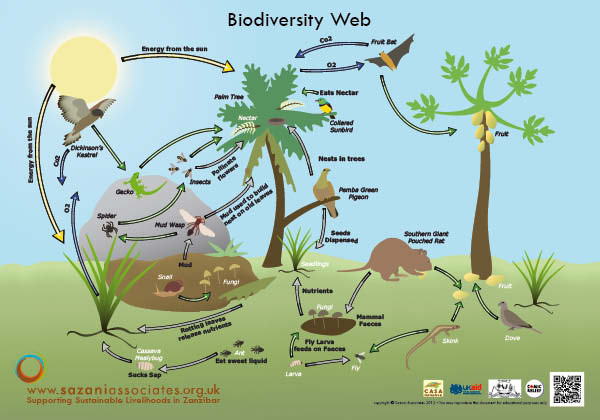 Biodiversity Web
Energy from the sun
Co2
O2
Fruit Bat
Palm Tree
Eats Nectar
Nectar
Collared
Sunbird
Fruit
Energy from the sun
Dickinson's
Kestrel
Co2
O2
Gecko
Insects
Pollinate
flowers
Nests in trees
Pemba Green
Pigeon
Spider
Mud Wasp
Mud used to build
nest on old leaves
Mud
Seeds
Dispensed
Southern Giant
Pouched Rat
Snail
Fungi
Seedlings
Nutrients
Fungi
Mammal
Faeces
Fruit
Rotting leaves
release nutrients
Cassava
Mealybug
Sucks Sap
Ant
Eat sweet liquid
Fly Larva
feeds on Faeces
Larva
Fly
Skink
Dove
www.sazaniassociates.org.uk
Supporting Sustainable Livelihoods in Zanzibar
CASA
UKaid
COMIC
RELIEF